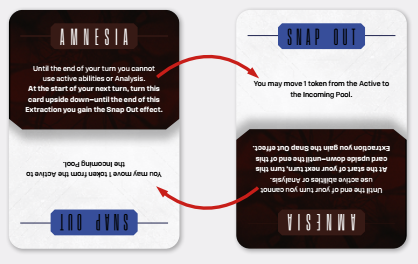 AMNESIA
Until the end of your turn you cannot
use active abilities or Analysis.
At the start of your next turn, turn this
card upside down—until the end of this
Extraction you gain the Snap Out effect.
SNAP OUT
You may move 1 token from the Active to
the Incoming Pool.
SNAP OUT
You may move 1 token from the Active to
the Incoming Pool.
AMNESIA
Until the end of your turn you cannot
use active abilities or Analysis.
At the start of your next turn, turn this
card upside down—until the end of this
Extraction you gain the Snap Out effect.